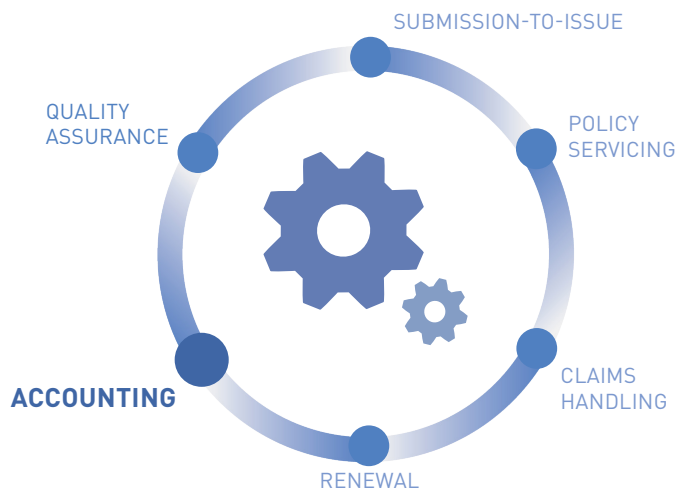 SUBMISSION-TO-ISSUE
POLICY
SERVICING
CLAIMS
HANDLING
RENEWAL
ACCOUNTING
QUALITY
ASSURANCE